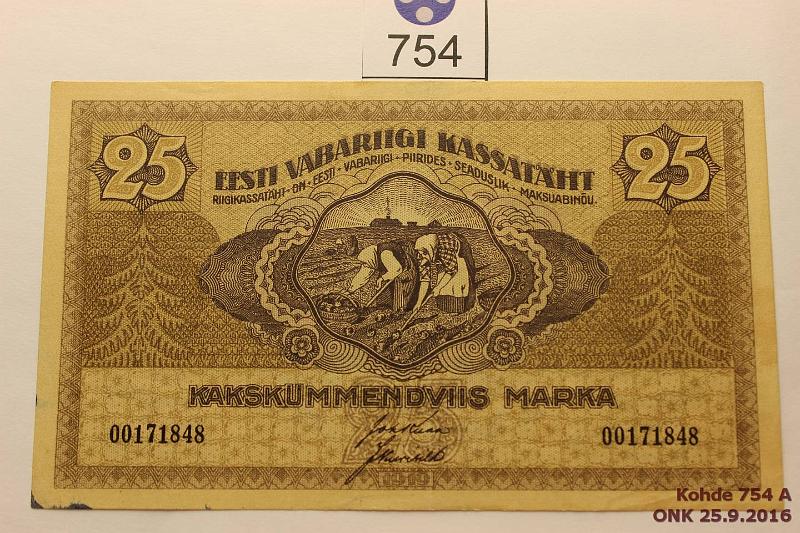 754
25 EESTI VABARIIGI KASSATÄHT 25
RIIGIKASSATÄHT - ON - EESTI - VABARIIGI - PIIRIDES - SEADUSLIK - MAKSUABINÕU.
KAKSKÜMMENDVIIS MARKA
00171848 00171848
1919
Kohde 754 A
ONK 25.9.2016